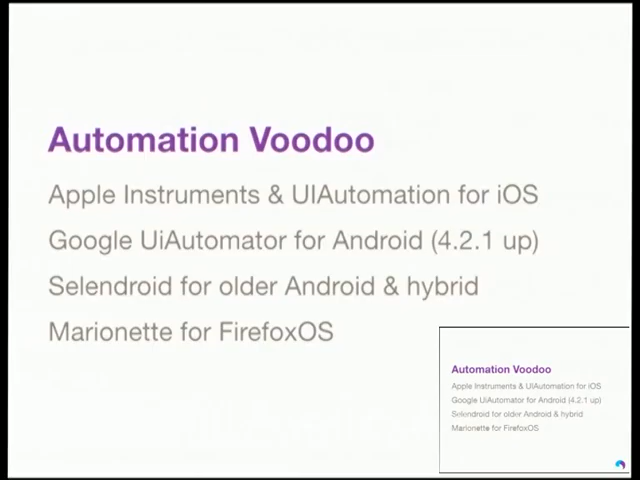 Automation Voodoo
Apple Instruments & UIAutomation for iOS
Google UiAutomator for Android (4.2.1 up)
Selendroid for older Android & hybrid
Marionette for FirefoxOS
Automation Voodoo
Apple Instruments & UIAutomation for iOS
Google UiAutomator for Android (4.2.1 up)
Selendroid for older Android & hybrid
Marionette for FirefoxOS